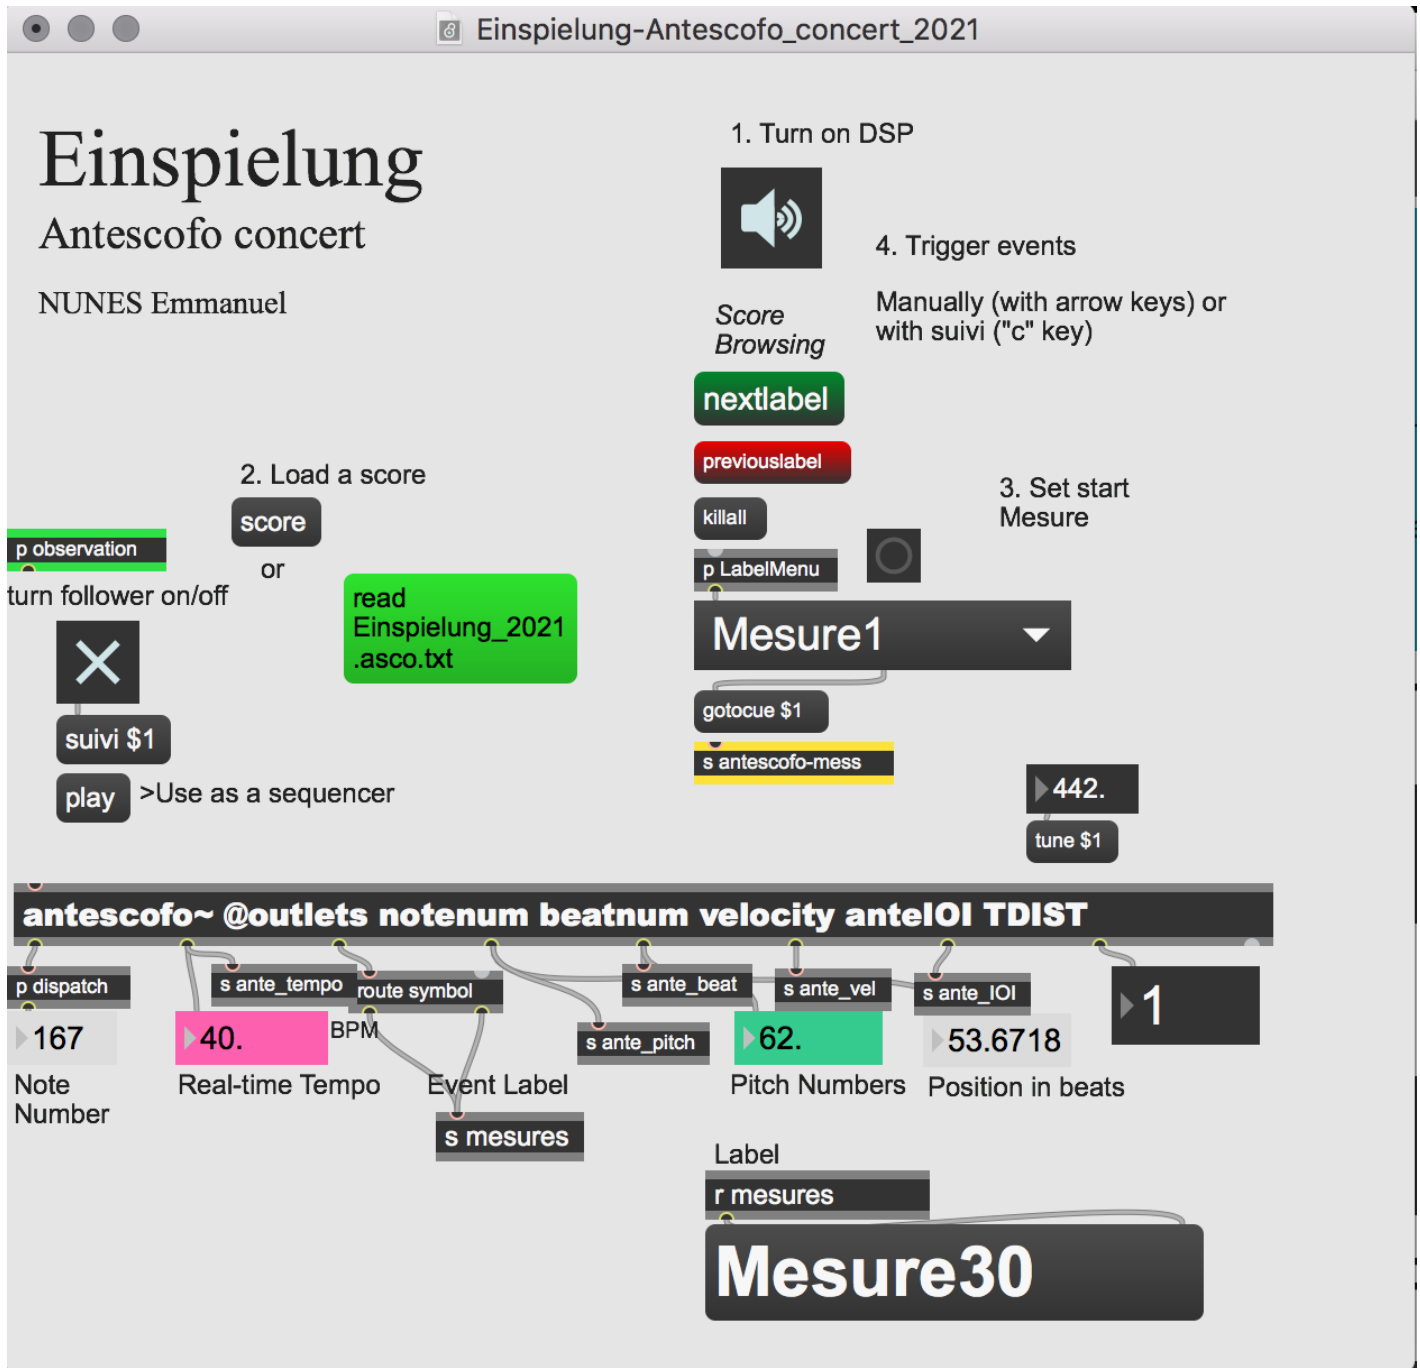 Einspielung-Antescofo_concert_2021
Einspielung
Antescofo concert
NUNES Emmanuel
1. Turn on DSP
4. Trigger events
Manually (with arrow keys) or
with suivi ("c" key)
Score
Browsing
nextlabel
previouslabel
killall
p LabelMenu
3. Set start
Mesure
Mesure1
gotocue $1
s antescofo-mess
2. Load a score
score
or
read
Einspielung_2021
.asco.txt
p observation
turn follower on/off
suivi $1
play
>Use as a sequencer
442.
tune $1
antescofo~ @outlets notenum beatnum velocity anteIOI TDIST
p dispatch
s ante_tempo
route symbol
s ante_beat
s ante_vel
s ante_IOI
1
167
40.
BPM
s ante_pitch
62.
53.6718
Note
Number
Real-time Tempo
Event Label
Pitch Numbers
Position in beats
s mesures
Label
r mesures
Mesure30